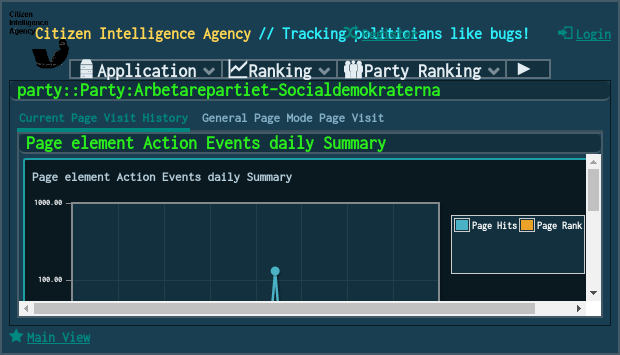 Citizen
Intelligence
Agency
Citizen Intelligence Agency // Tracking politicians like bugs!
Register
Login
Application
Ranking
Party Ranking
party::Party:Arbetarepartiet-Socialdemokraterna
Current Page Visit History
General Page Mode Page Visit
Page element Action Events daily Summary
Page element Action Events daily Summary
1000.00
100.00
Page Hits
Page Rank
Main View